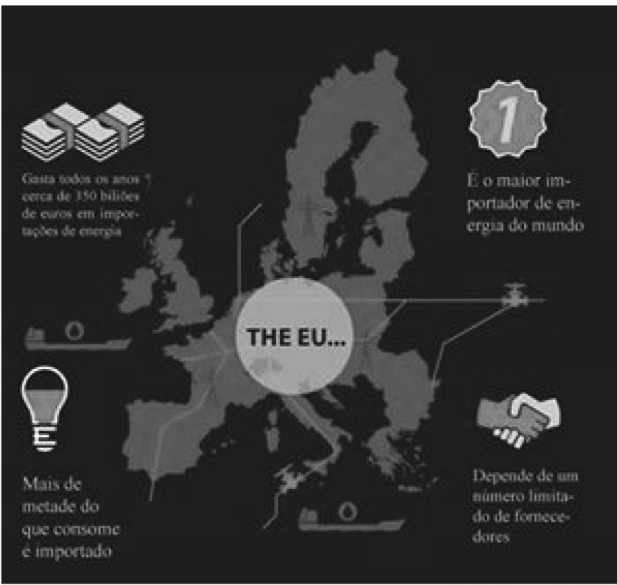 Gasta todos os anos
cerca de 350 biliões
de euros em impor-
tações de energia
1
É o maior im-
portador de en-
ergia do mundo
THE EU...
Mais de
metade do
que consome
é importado
Depende de um
número limita-
do de fornece-
dores